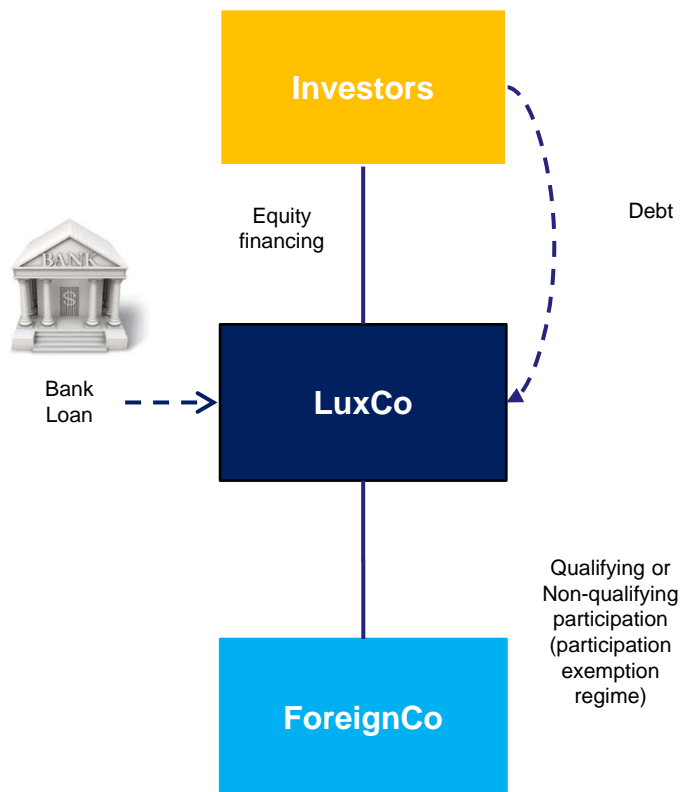 Investors
Equity
financing
Debt
BANK
$
LuxCo
Bank
Loan
Qualifying or
Non-qualifying
participation
(participation
exemption
regime)
ForeignCo